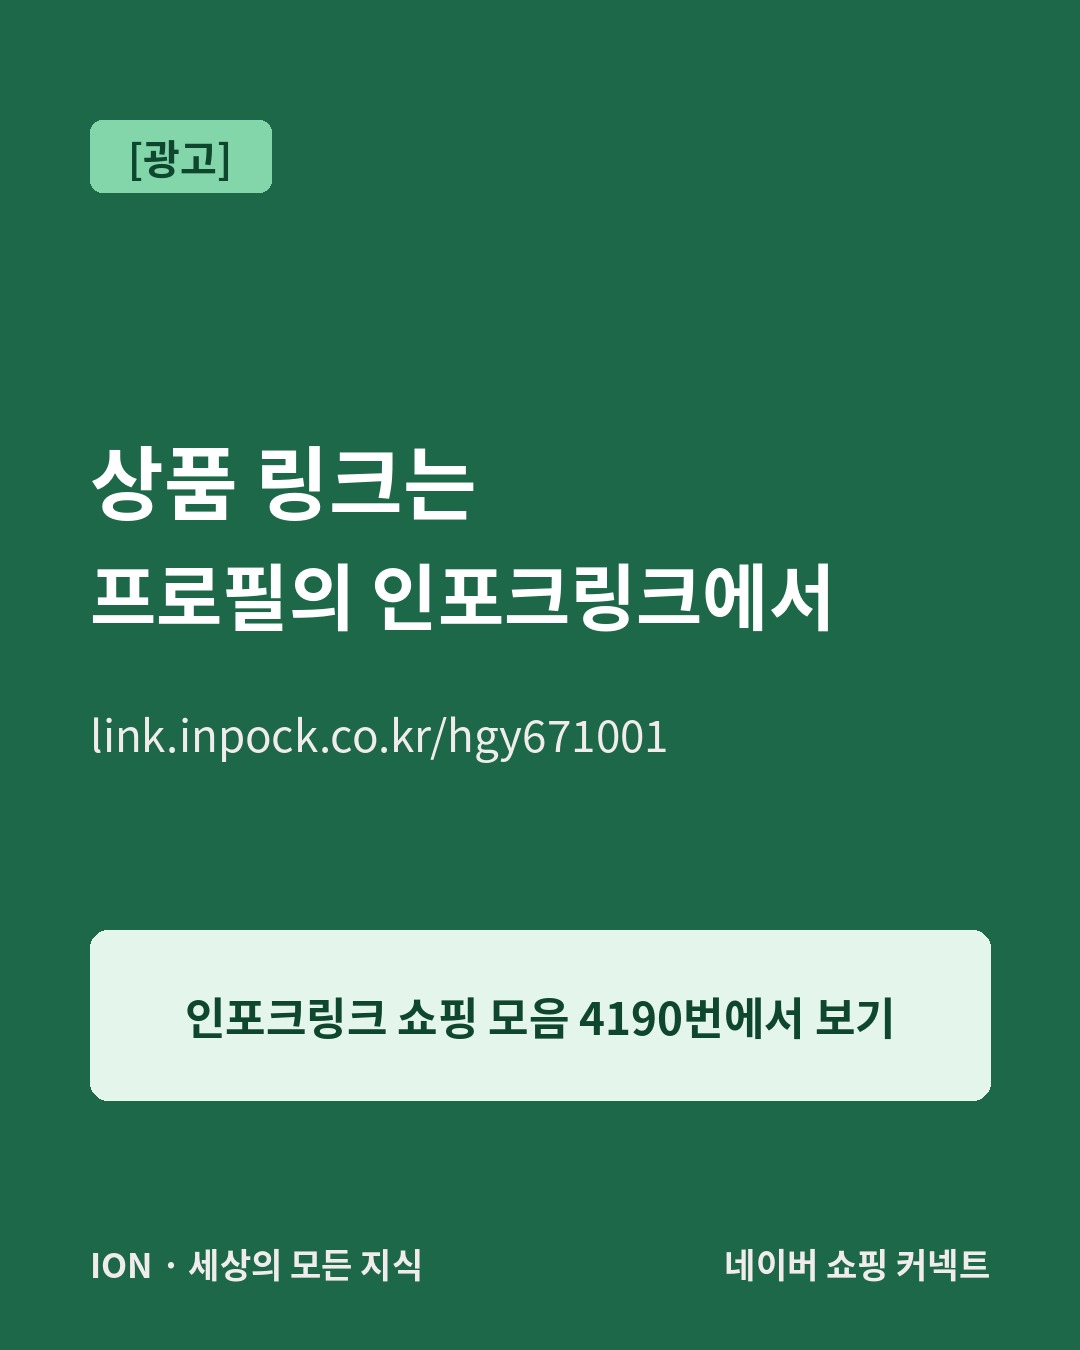 [광고]
상품 링크는
프로필의 인포크링크에서
link.inpock.co.kr/hgy671001
인포크링크 쇼핑 모음 4190번에서 보기
ION · 세상의 모든 지식
네이버 쇼핑 커넥트